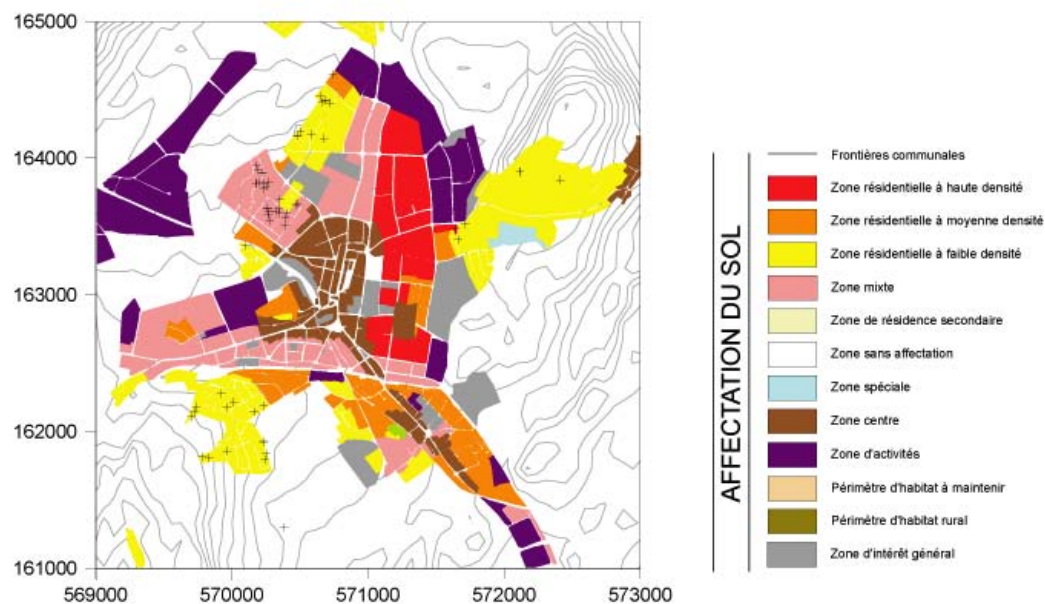 165000
164000
163000
162000
161000
569000 570000 571000 572000 573000
AFFECTATION DU SOL
Frontières communales
Zone résidentielle à haute densité
Zone résidentielle à moyenne densité
Zone résidentielle à faible densité
Zone mixte
Zone de résidence secondaire
Zone sans affectation
Zone spéciale
Zone centre
Zone d'activités
Périmètre d'habitat à maintenir
Périmètre d'habitat rural
Zone d'intérêt général